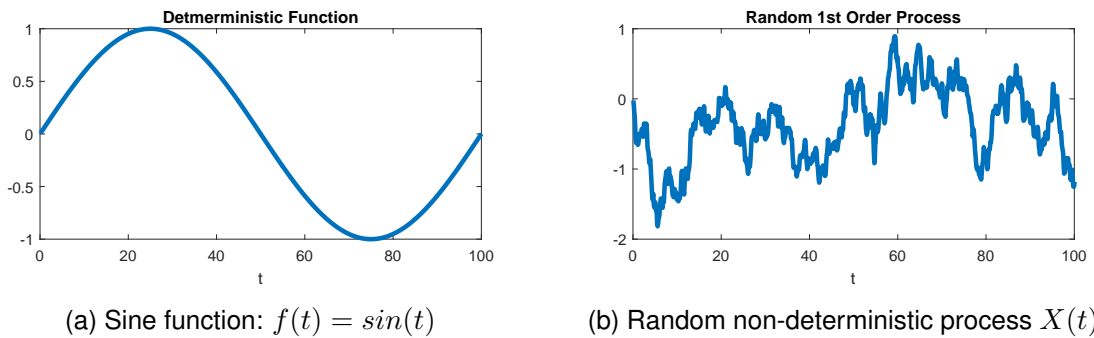 Detmerministic Function
1
0.5
0
-0.5
-1
0 20 40 60 80 100
t
(a) Sine function: f(t) = sin(t)
Random 1st Order Process
1
0
-1
-2
0 20 40 60 80 100
t
(b) Random non-deterministic process X(t)